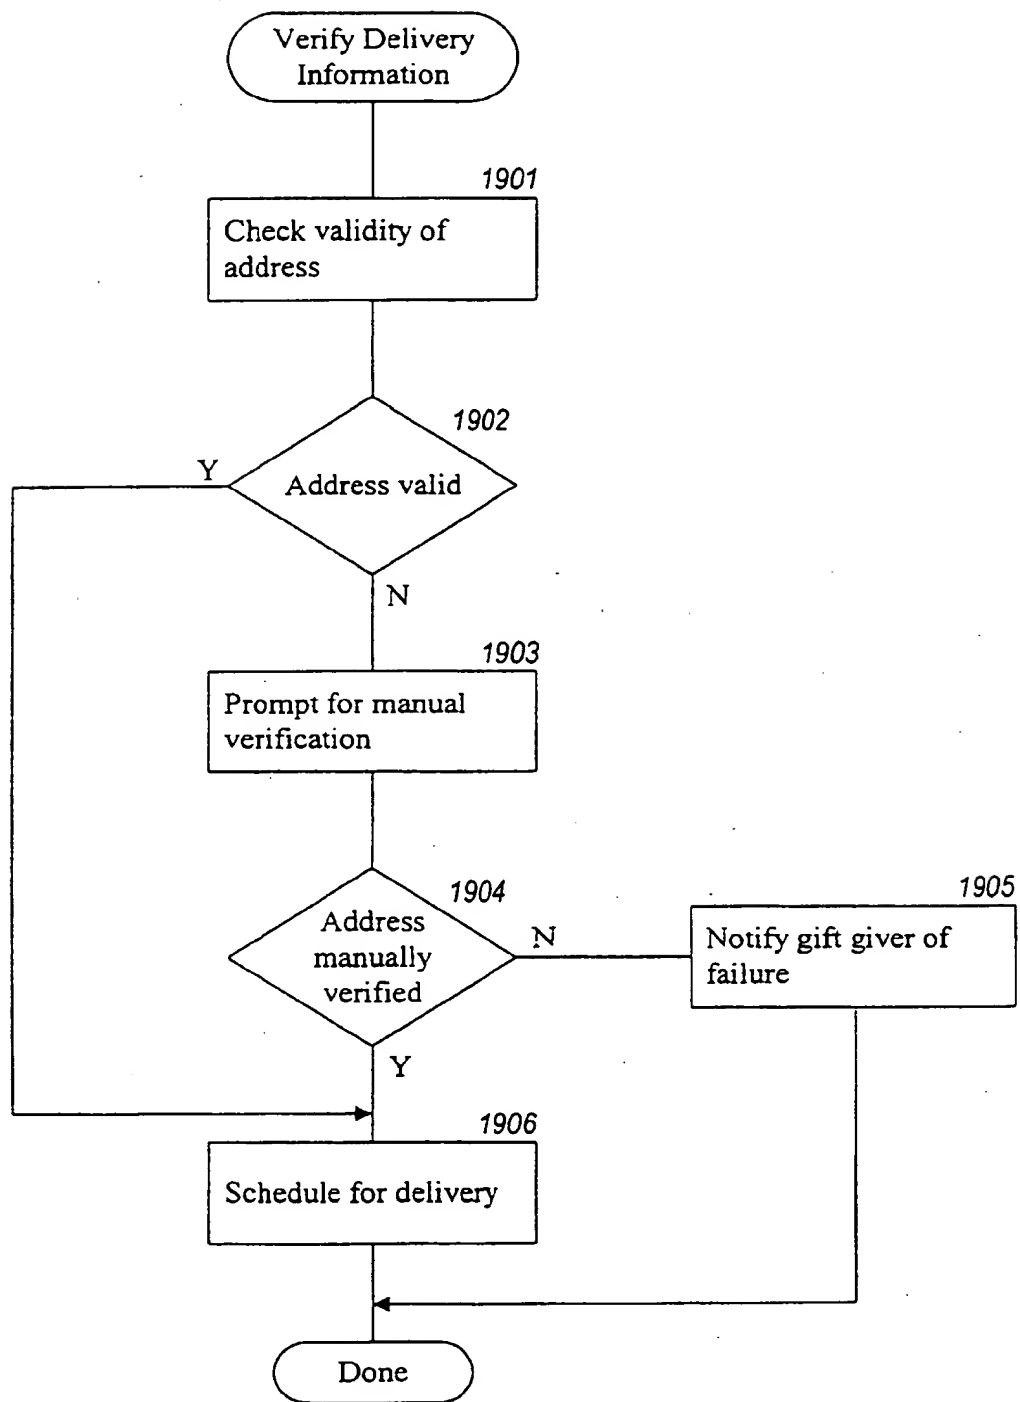 Verify Delivery
Information
1901
Check validity of
address
1902
Y
Address valid
N
1903
Prompt for manual
verification
1904
Address
manually
verified
N
1905
Notify gift giver of
failure
Y
1906
Schedule for delivery
Done